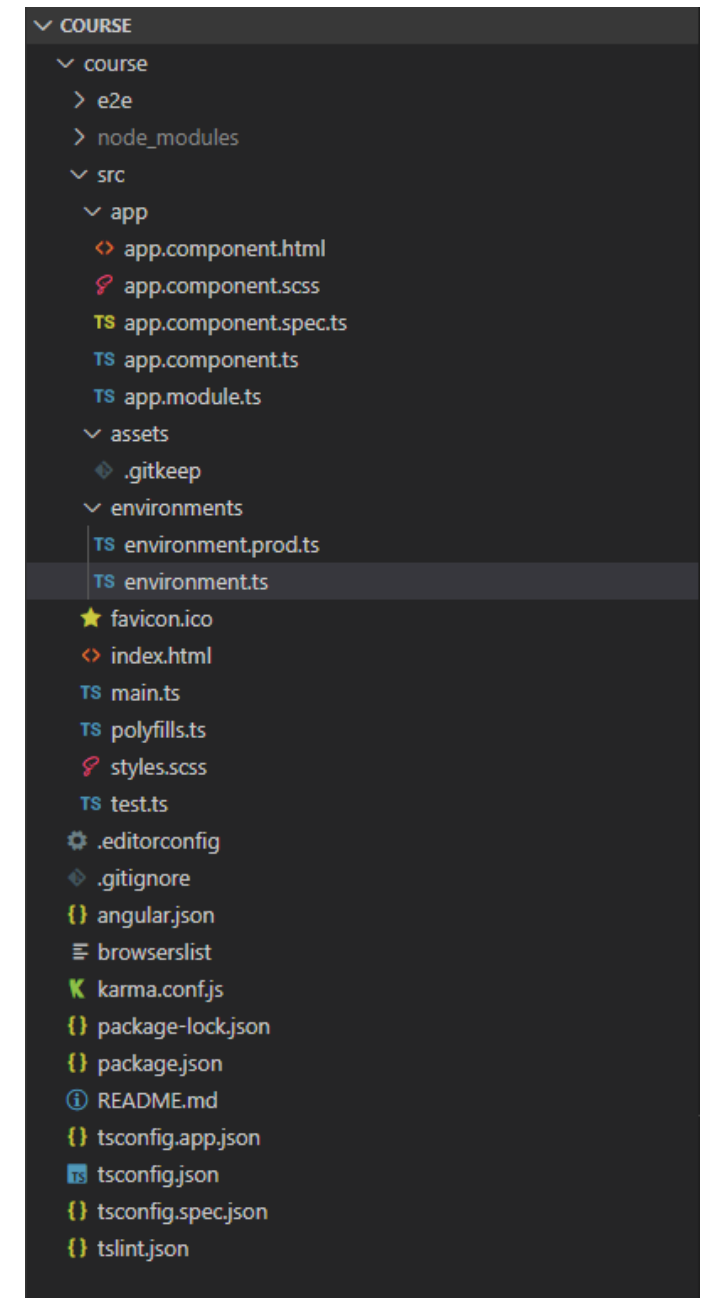 COURSE
course
e2e
node_modules
src
app
<> app.component.html
app.component.scss
TS app.component.spec.ts
TS app.component.ts
TS app.module.ts
assets
.gitkeep
environments
TS environment.prod.ts
TS environment.ts
favicon.ico
<> index.html
TS main.ts
TS polyfills.ts
styles.scss
TS test.ts
.editorconfig
.gitignore
{} angular.json
browserslist
K karma.conf.js
{} package-lock.json
{} package.json
README.md
{} tsconfig.app.json
TS tsconfig.json
{} tsconfig.spec.json
{} tslint.json